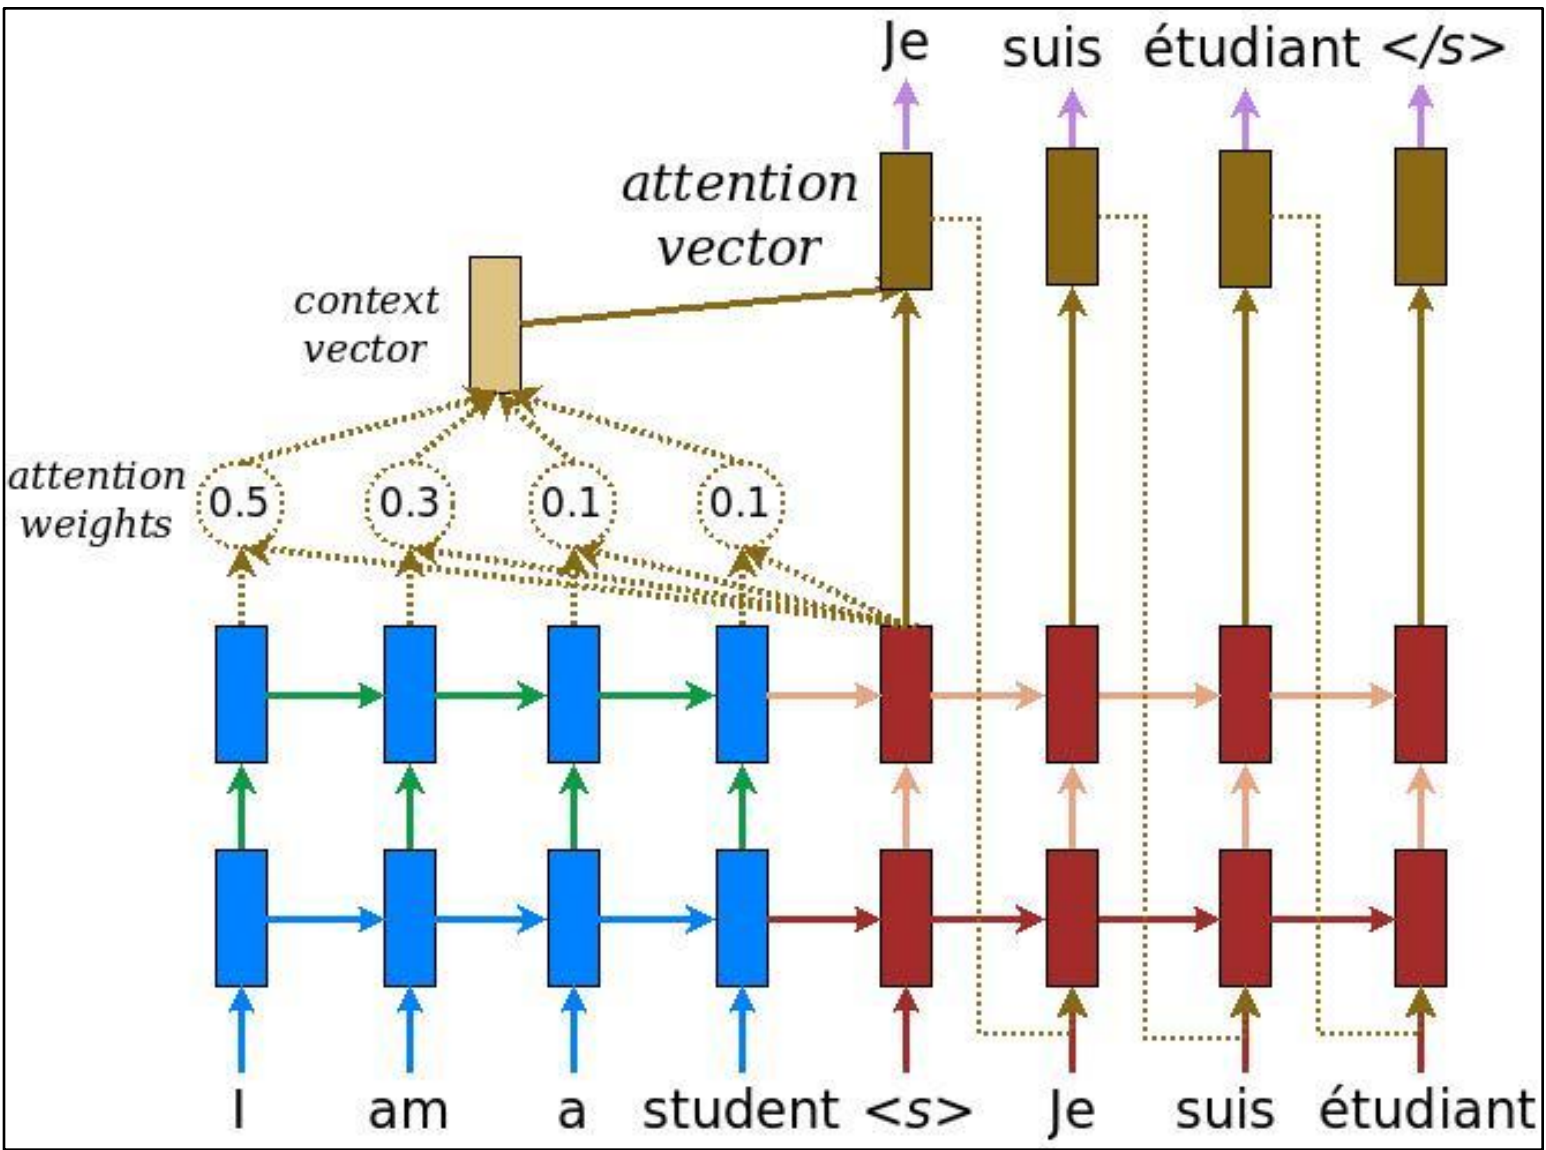 Je suis étudiant </s>
attention
vector
context
vector
attention
weights
0.5 0.3 0.1 0.1
I am a student <s> Je suis étudiant